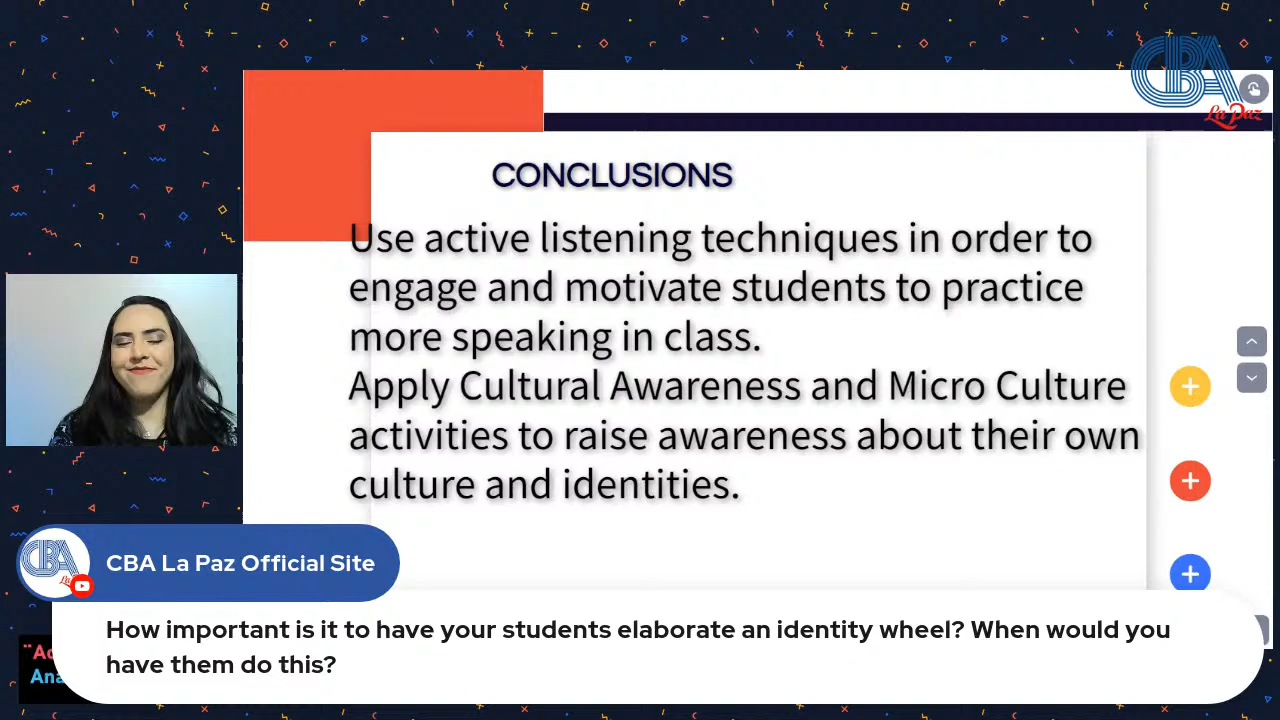 CBA
La Paz
CONCLUSIONS
Use active listening techniques in order to
engage and motivate students to practice
more speaking in class.
Apply Cultural Awareness and Micro Culture
activities to raise awareness about their own
culture and identities.
CBA
CBA La Paz Official Site
How important is it to have your students elaborate an identity wheel? When would you
have them do this?